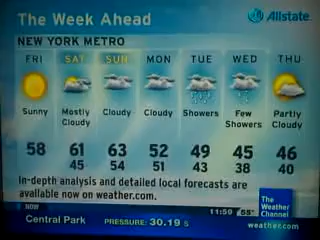 The Week Ahead
Allstate
NEW YORK METRO
FRI SAT SUN MON TUE WED THU
Sunny Mostly Cloudy Cloudy Cloudy Showers Few Showers Partly Cloudy
58 61 63 52 49 45 46
45 54 51 43 38 40
In-depth analysis and detailed local forecasts are
available now on weather.com.
The Weather Channel
NOW
11:59 55°
Central Park PRESSURE: 30.19 S
weather.com